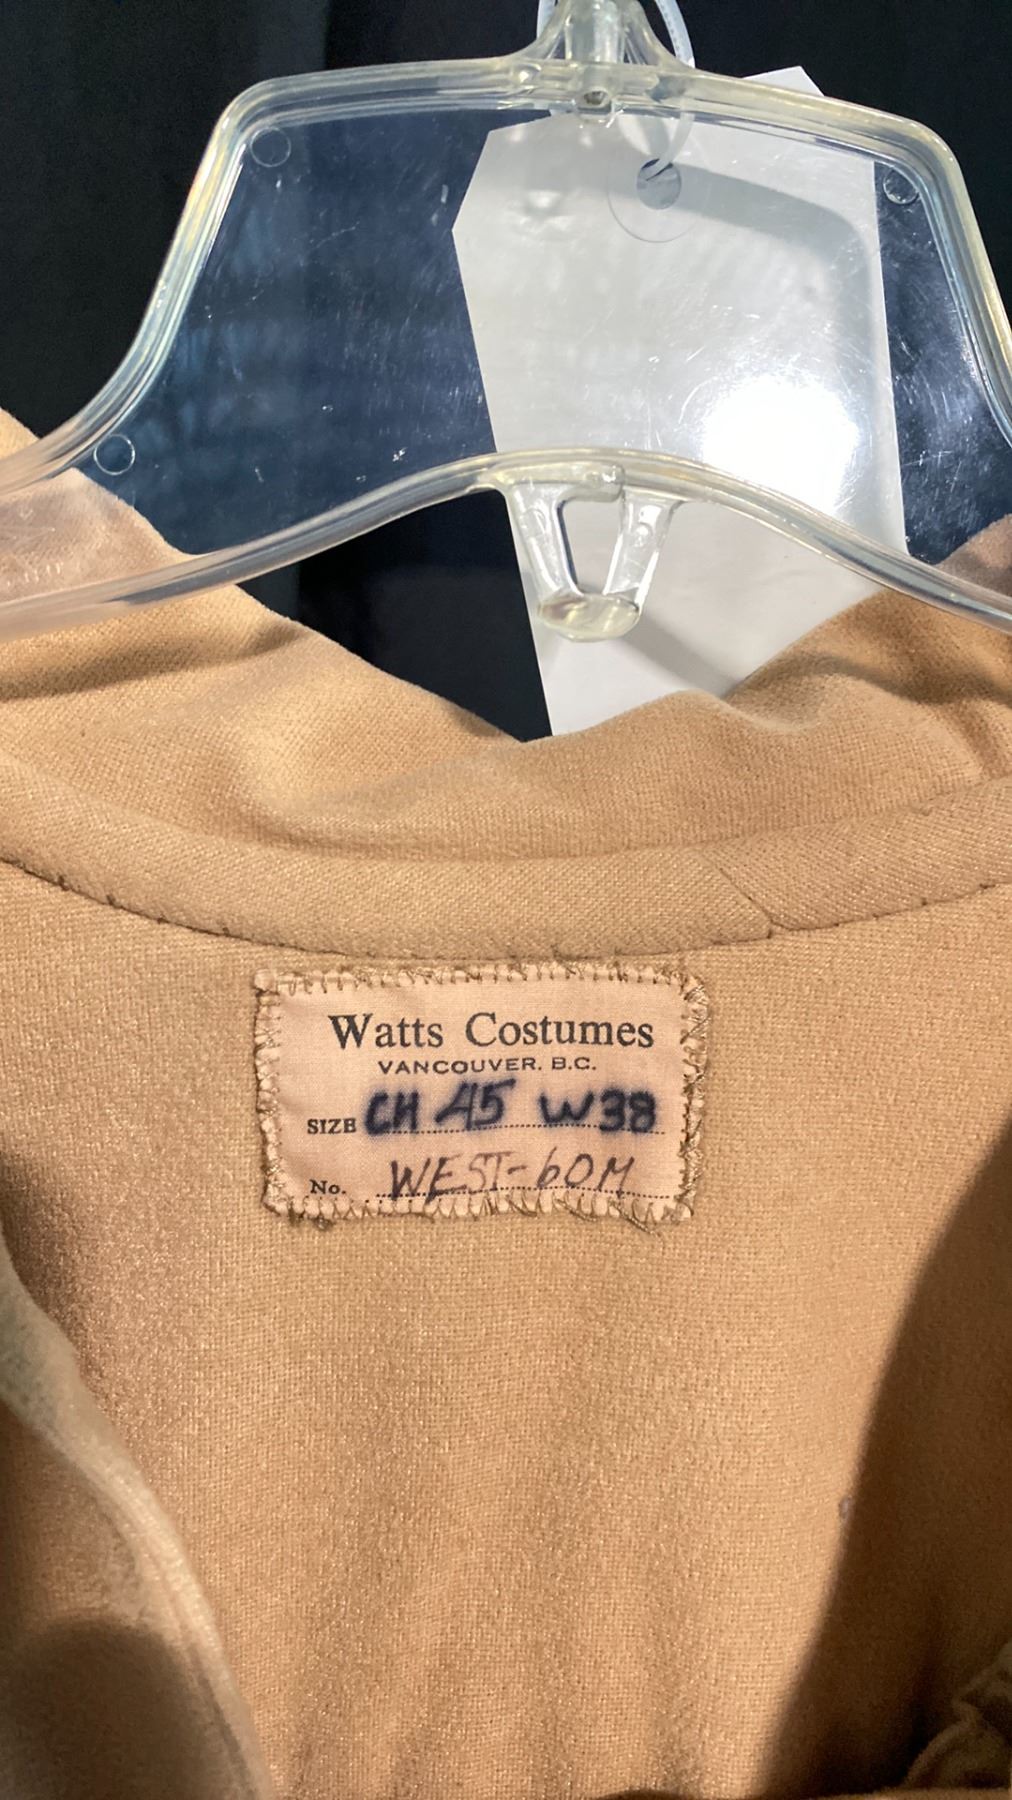 Watts Costumes
VANCOUVER. B.C.
SIZE CH 45 W38
No. WEST-60M